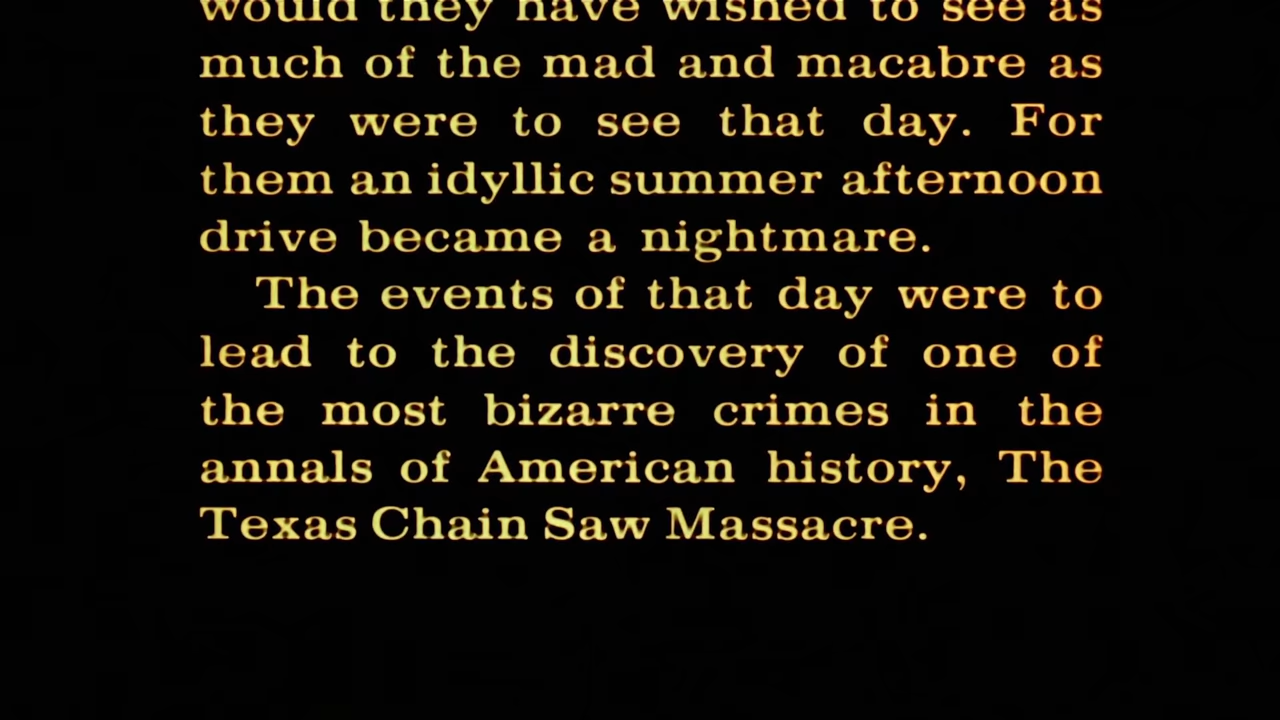 would they have wished to see as
much of the mad and macabre as
they were to see that day. For
them an idyllic summer afternoon
drive became a nightmare.
The events of that day were to
lead to the discovery of one of
the most bizarre crimes in the
annals of American history, The
Texas Chain Saw Massacre.